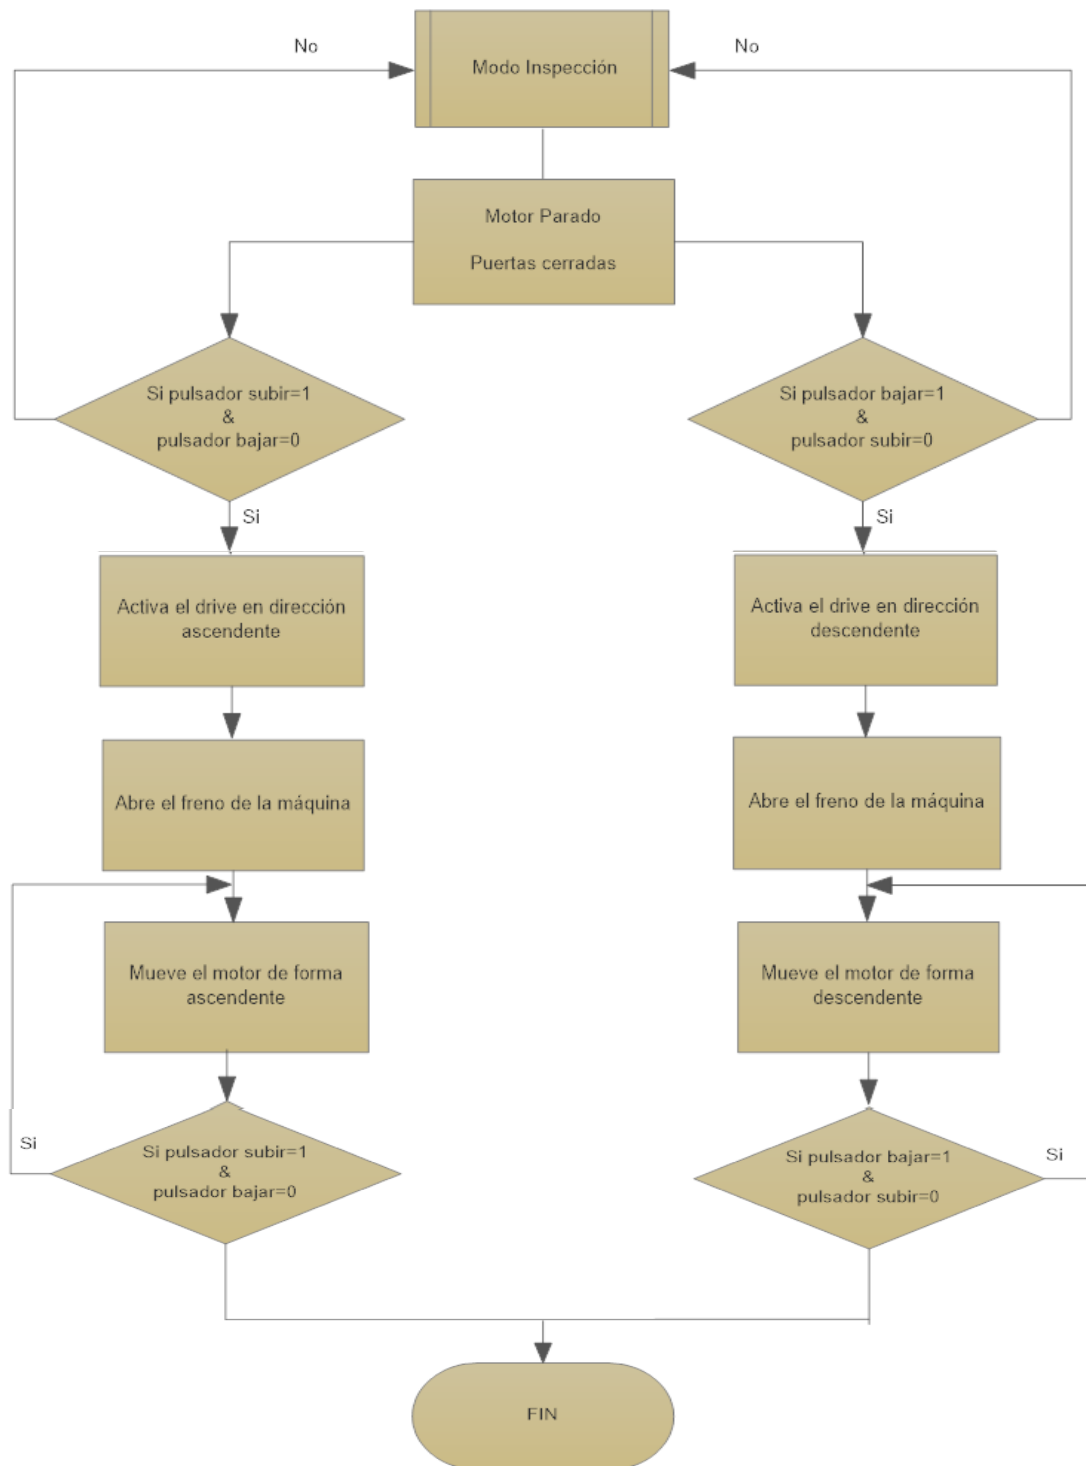 No
No
Modo Inspección
Motor Parado
Puertas cerradas
Si pulsador subir=1
&
pulsador bajar=0
Si pulsador bajar=1
&
pulsador subir=0
Si
Si
Activa el drive en dirección
ascendente
Activa el drive en dirección
descendente
Abre el freno de la máquina
Abre el freno de la máquina
Mueve el motor de forma
ascendente
Mueve el motor de forma
descendente
Si
Si pulsador subir=1
&
pulsador bajar=0
Si pulsador bajar=1
&
pulsador subir=0
Si
FIN